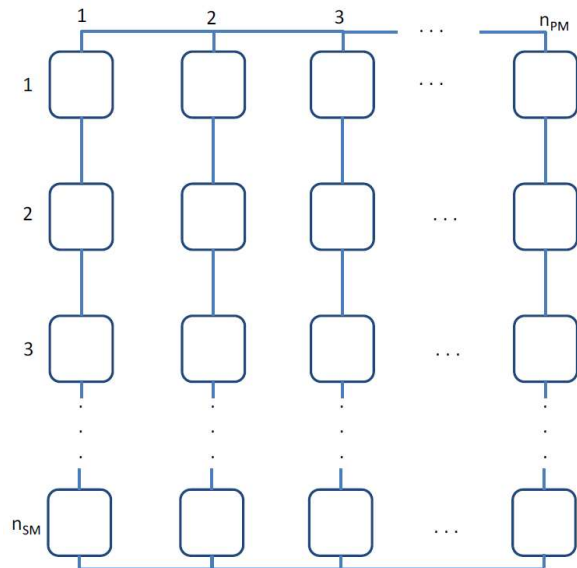 1 2 3 . . . n_PM
1 . . .
2 . . .
3 . . .
. . . .
. . . .
. . . .
n_SM . . .